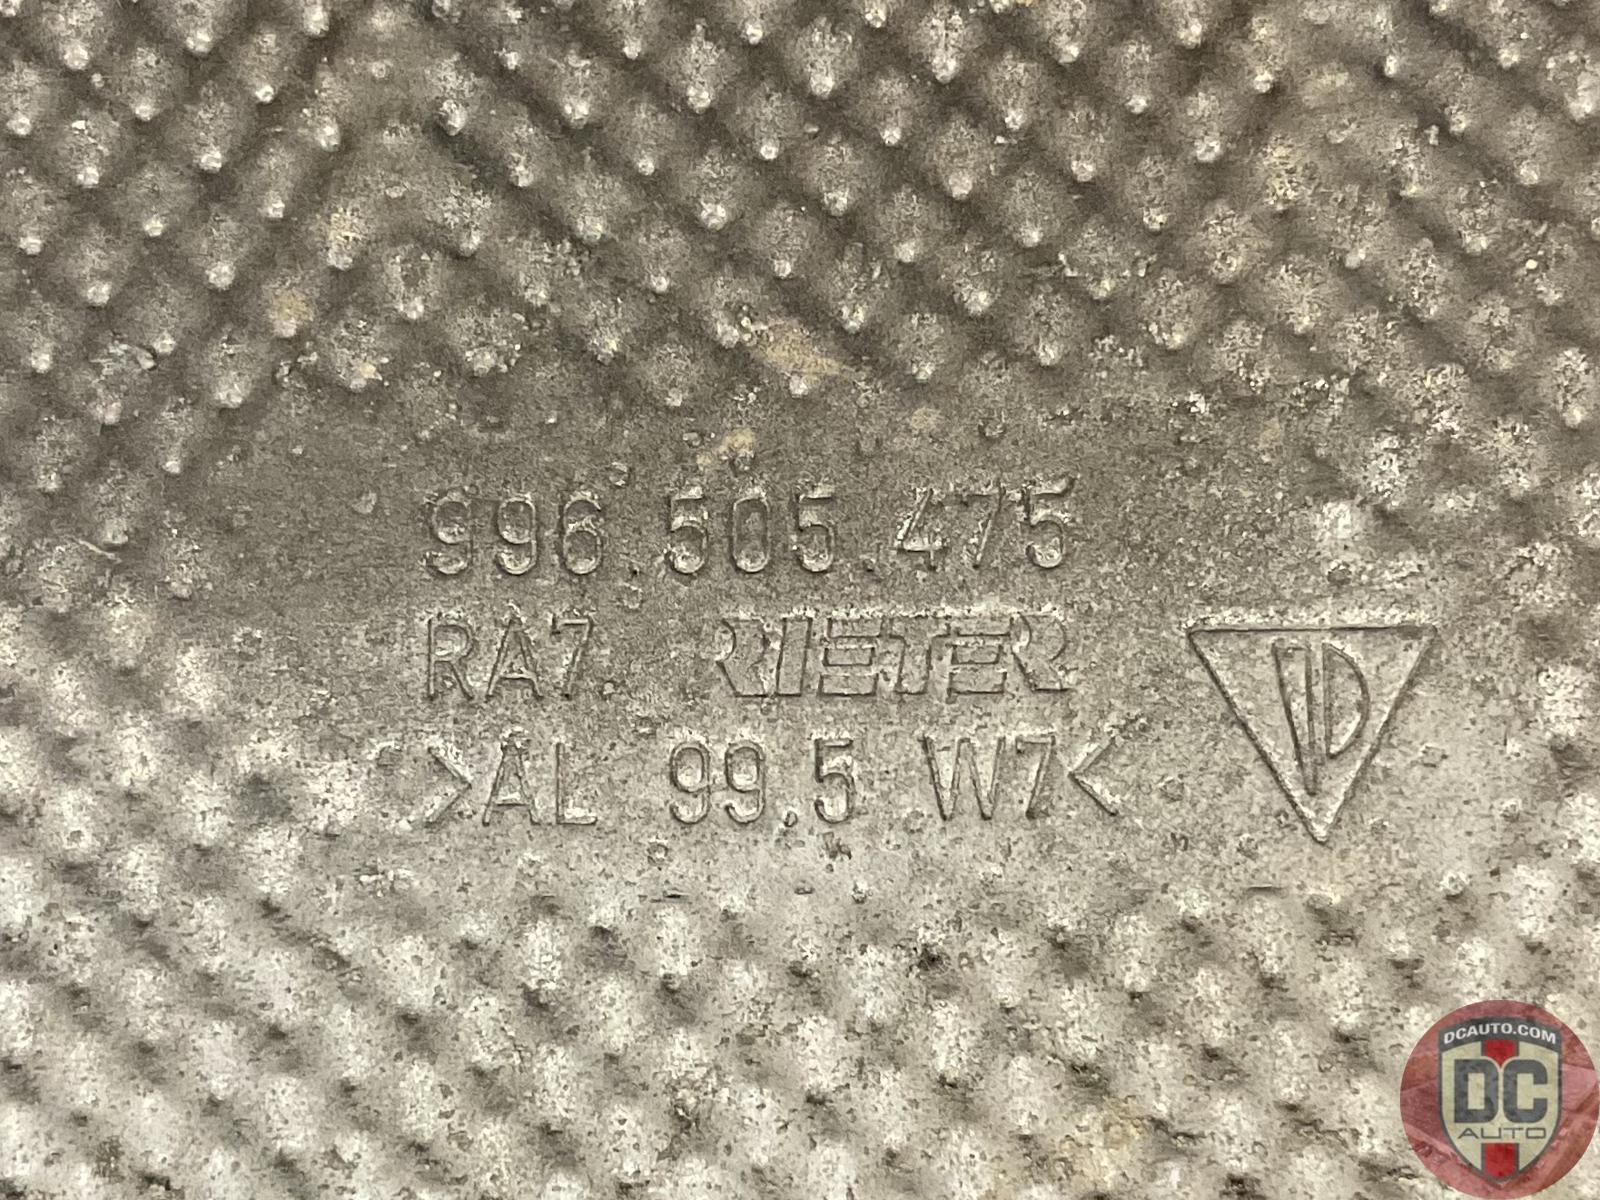 996.505.475
RA7. RIETER
>AL 99.5 W7<
DCAUTO.COM
DC
AUTO